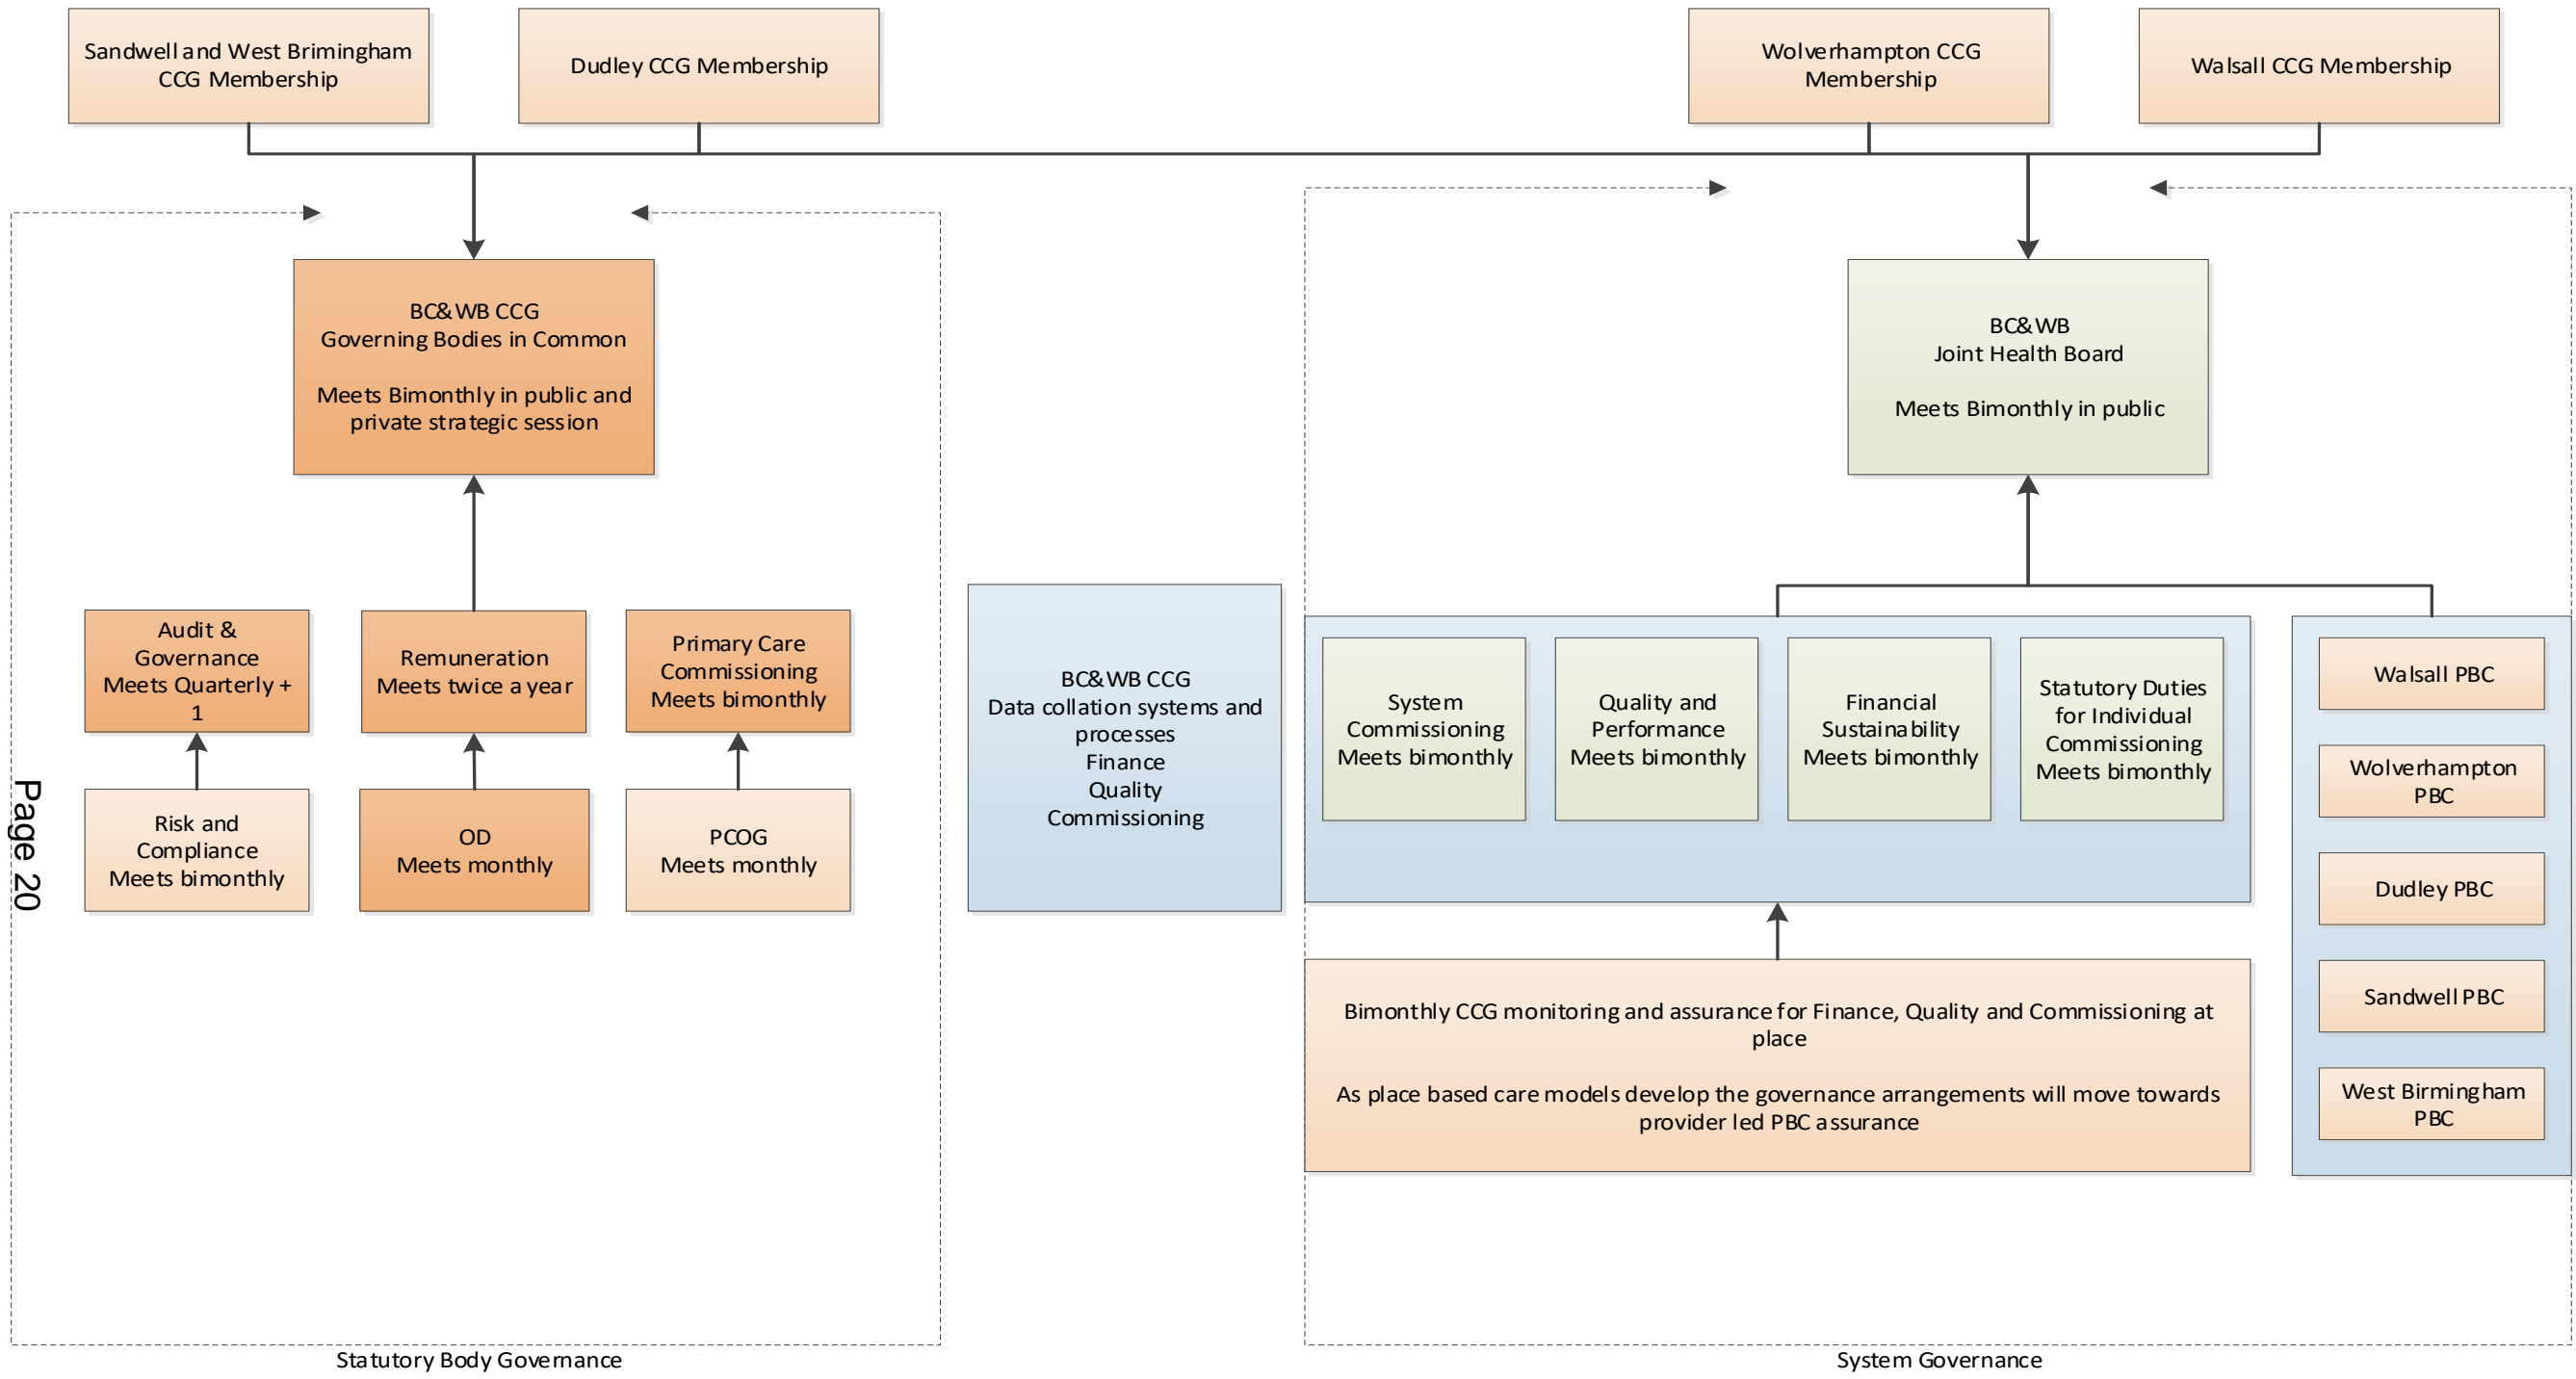 Sandwell and West Brimingham
CCG Membership
Dudley CCG Membership
Wolverhampton CCG
Membership
Walsall CCG Membership
BC&WB CCG
Governing Bodies in Common
Meets Bimonthly in public and
private strategic session
BC&WB
Joint Health Board
Meets Bimonthly in public
Audit &
Governance
Meets Quarterly +
1
Remuneration
Meets twice a year
Primary Care
Commissioning
Meets bimonthly
Risk and
Compliance
Meets bimonthly
OD
Meets monthly
PCOG
Meets monthly
BC&WB CCG
Data collation systems and
processes
Finance
Quality
Commissioning
System
Commissioning
Meets bimonthly
Quality and
Performance
Meets bimonthly
Financial
Sustainability
Meets bimonthly
Statutory Duties
for Individual
Commissioning
Meets bimonthly
Walsall PBC
Wolverhampton
PBC
Dudley PBC
Sandwell PBC
West Birmingham
PBC
Bimonthly CCG monitoring and assurance for Finance, Quality and Commissioning at
place
As place based care models develop the governance arrangements will move towards
provider led PBC assurance
Statutory Body Governance
System Governance
Page 20